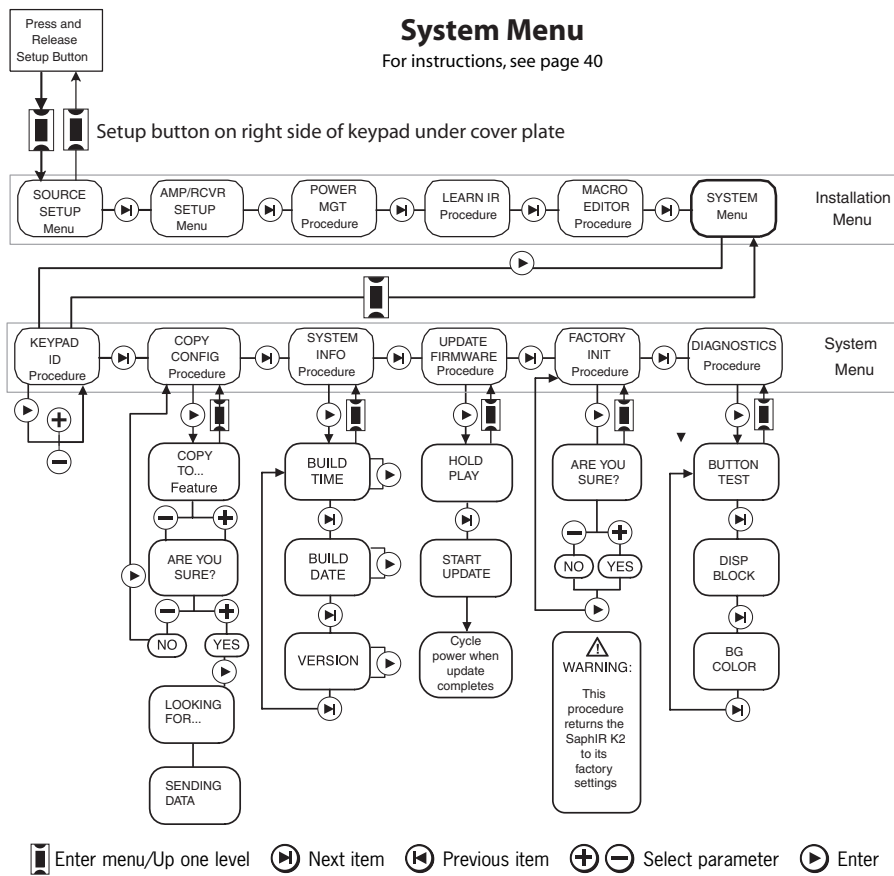 Press and
Release
Setup Button
System Menu
For instructions, see page 40
Setup button on right side of keypad under cover plate
SOURCE
SETUP
Menu
AMP/RCVR
SETUP
Menu
POWER
MGT
Procedure
LEARN IR
Procedure
MACRO
EDITOR
Procedure
SYSTEM
Menu
Installation
Menu
KEYPAD
ID
Procedure
COPY
CONFIG
Procedure
SYSTEM
INFO
Procedure
UPDATE
FIRMWARE
Procedure
FACTORY
INIT
Procedure
DIAGNOSTICS
Procedure
System
Menu
COPY
TO...
Feature
ARE YOU
SURE?
NO
YES
LOOKING
FOR...
SENDING
DATA
BUILD
TIME
BUILD
DATE
VERSION
HOLD
PLAY
START
UPDATE
Cycle
power when
update
completes
ARE YOU
SURE?
NO
YES
WARNING:
This
procedure
returns the
SaphIR K2
to its
factory
settings
BUTTON
TEST
DISP
BLOCK
BG
COLOR
Enter menu/Up one level Next item Previous item Select parameter Enter